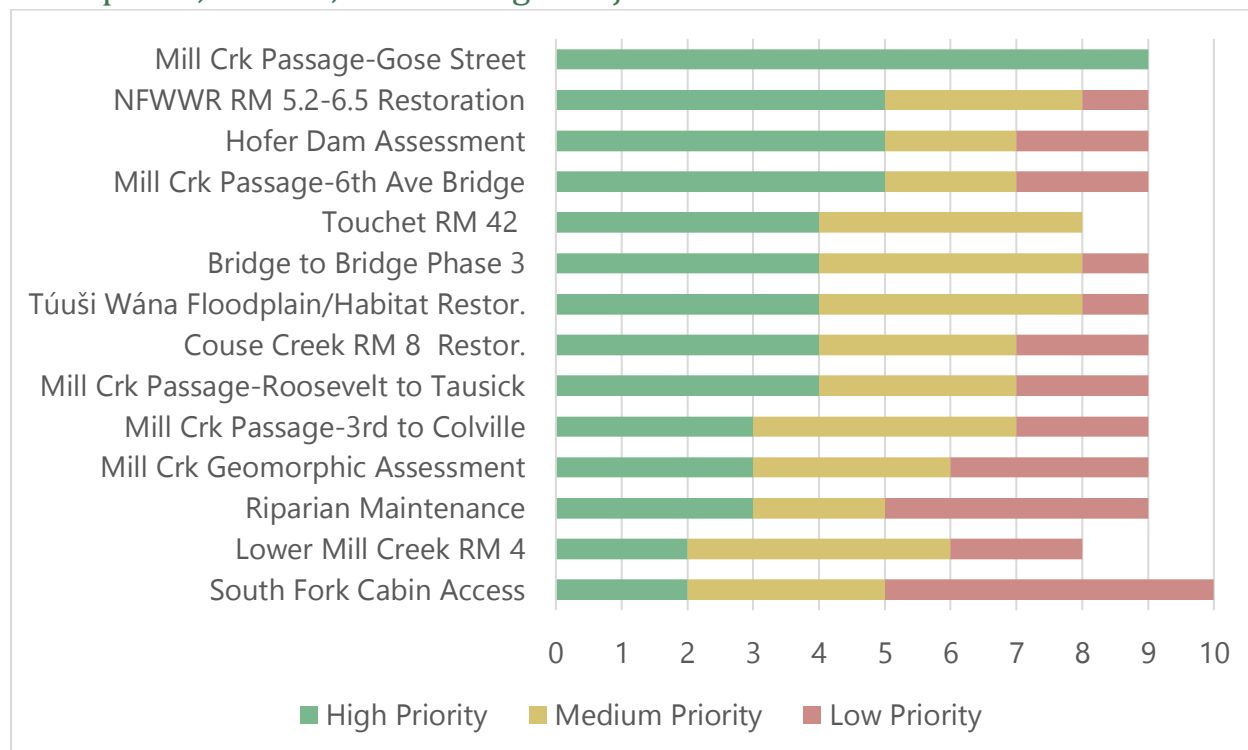 Mill Crk Passage-Gose Street
NFWWR RM 5.2-6.5 Restoration
Hofer Dam Assessment
Mill Crk Passage-6th Ave Bridge
Touchet RM 42
Bridge to Bridge Phase 3
Túuši Wána Floodplain/Habitat Restor.
Couse Creek RM 8  Restor.
Mill Crk Passage-Roosevelt to Tausick
Mill Crk Passage-3rd to Colville
Mill Crk Geomorphic Assessment
Riparian Maintenance
Lower Mill Creek RM 4
South Fork Cabin Access
0 1 2 3 4 5 6 7 8 9 10
High Priority Medium Priority Low Priority